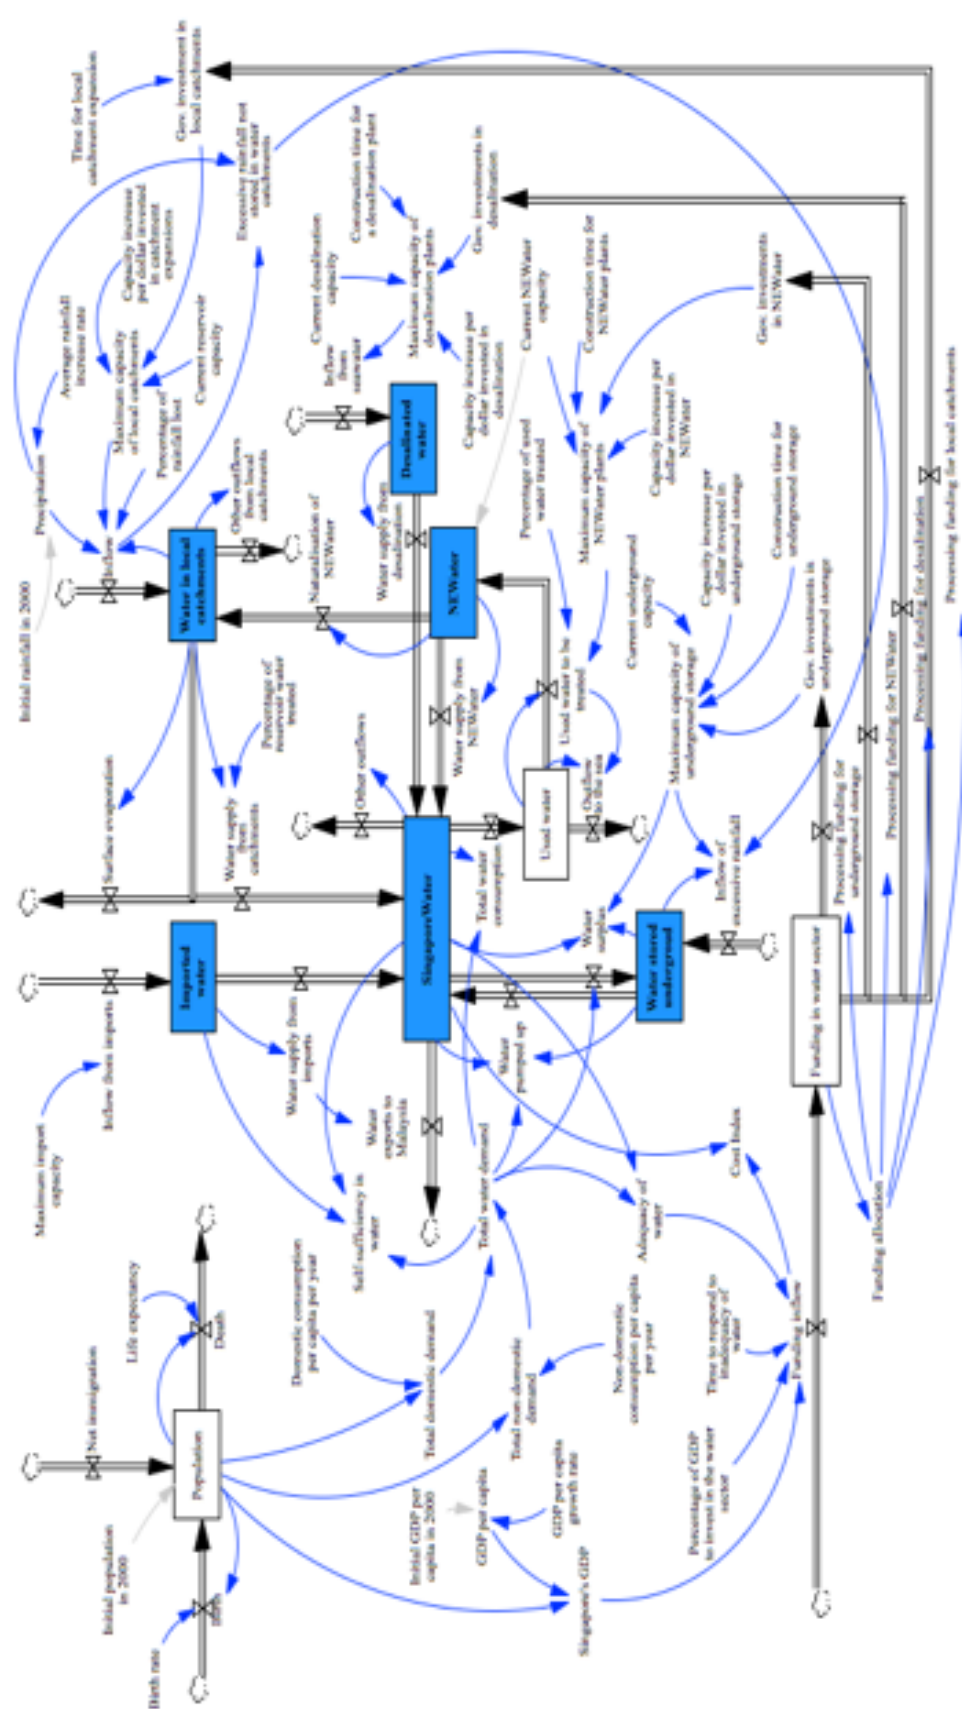 Time for local
catchment expansion
Gov. investment in
local catchments
Excessive rainfall not
stored in water
catchments
Capacity increase
per dollar invested
in catchment
expansions
Average rainfall
increase rate
Maximum capacity
of local catchments
Current reservoir
capacity
Percentage of
rainfall lost
Precipitation
Initial rainfall in 2000
Inflow
Water in local
catchments
Other outflows
from local
catchments
Construction time for
a desalination plant
Gov. investments in
desalination
Current desalination
capacity
Maximum capacity of
desalination plants
Inflow
from
seawater
Capacity increase per
dollar invested in
desalination
Desalinated
water
Water supply from
desalination
Naturalisation of
NEWater
NEWater
Water supply from
NEWater
Current NEWater
capacity
Construction time for
NEWater plants
Gov. investments
in NEWater
Maximum capacity of
NEWater plants
Capacity increase per
dollar invested in
NEWater
Percentage of used
water treated
Used water to be
treated
Used water
Outflow
to the sea
Current underground
capacity
Capacity increase per
dollar invested in
underground storage
Construction time for
underground storage
Maximum capacity of
underground storage
Gov. investments in
underground storage
Inflow of
excessive rainfall
Water
surplus
Water stored
underground
Surface evaporation
Water supply
from
catchments
Percentage of
reservoir water
treated
Other outflows
SingaporeWater
Total water
consumption
Imported
water
Inflow from imports
Maximum import
capacity
Water supply from
imports
Water
exports to
Malaysia
Water
pumped up
Self-sufficiency in
water
Total water demand
Adequacy of
water
Cost Index
Funding in water sector
Processing funding for
underground storage
Processing funding for NEWater
Processing funding for desalination
Processing funding for local catchments
Funding allocation
Funding inflow
Time to respond to
inadequacy of
water
Percentage of GDP
to invest in the water
sector
Non-domestic
consumption per capita
per year
Total non-domestic
demand
Total domestic demand
Domestic consumption
per capita per year
Life expectancy
Death
Net immigration
Population
Initial population
in 2000
Birth rate
Birth
Initial GDP per
capita in 2000
GDP per capita
GDP per capita
growth rate
Singapore's GDP